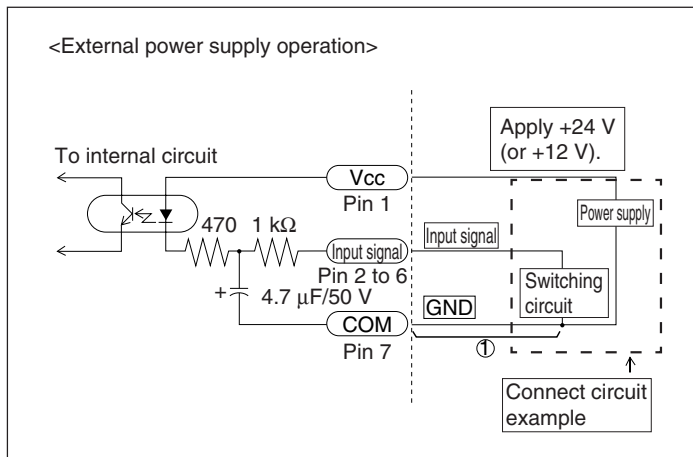 <External power supply operation>
Apply +24 V
(or +12 V).
To internal circuit
Vcc
Pin 1
Power supply
470
1 kΩ
Input signal
Input signal
Pin 2 to 6
Switching
circuit
+
4.7 μF/50 V
GND
COM
①
Pin 7
Connect circuit
example